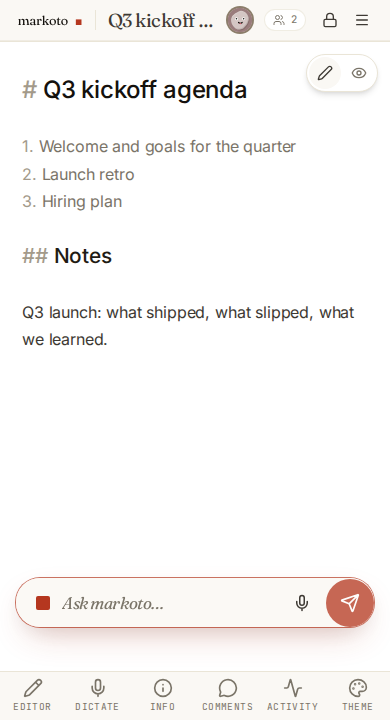 markoto
Q3 kickoff ...
2
# Q3 kickoff agenda
1. Welcome and goals for the quarter
2. Launch retro
3. Hiring plan
## Notes
Q3 launch: what shipped, what slipped, what
we learned.
Ask markoto...
EDITOR
DICTATE
INFO
COMMENTS
ACTIVITY
THEME